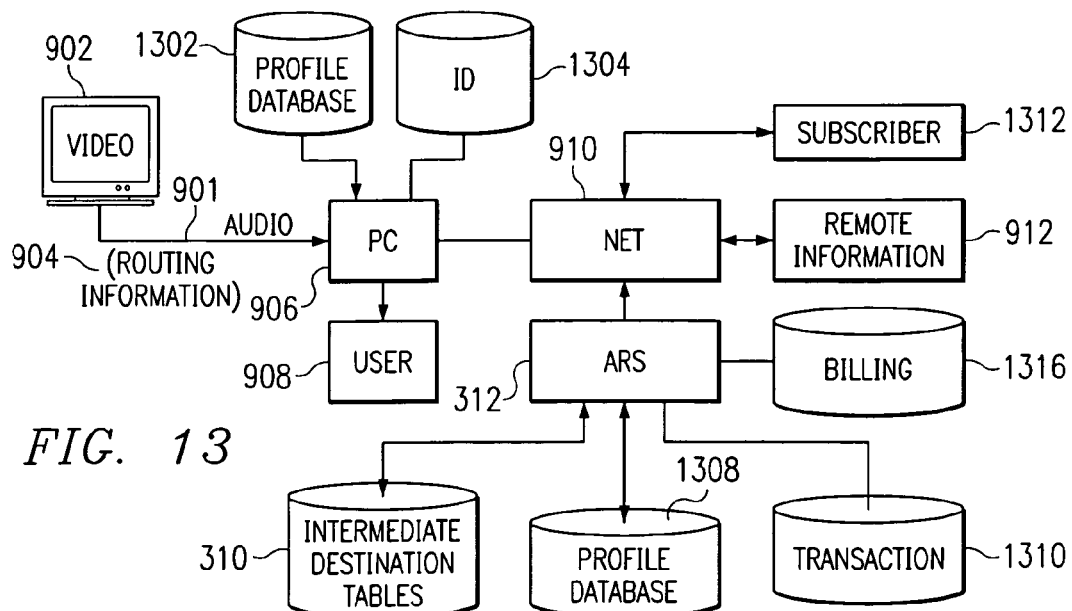 902
1302
1304
PROFILE
DATABASE
ID
VIDEO
910
SUBSCRIBER
1312
901
AUDIO
904
(ROUTING
INFORMATION)
PC
906
NET
REMOTE
INFORMATION
912
USER
908
ARS
312
BILLING
1316
FIG. 13
1308
310
INTERMEDIATE
DESTINATION
TABLES
PROFILE
DATABASE
TRANSACTION
1310